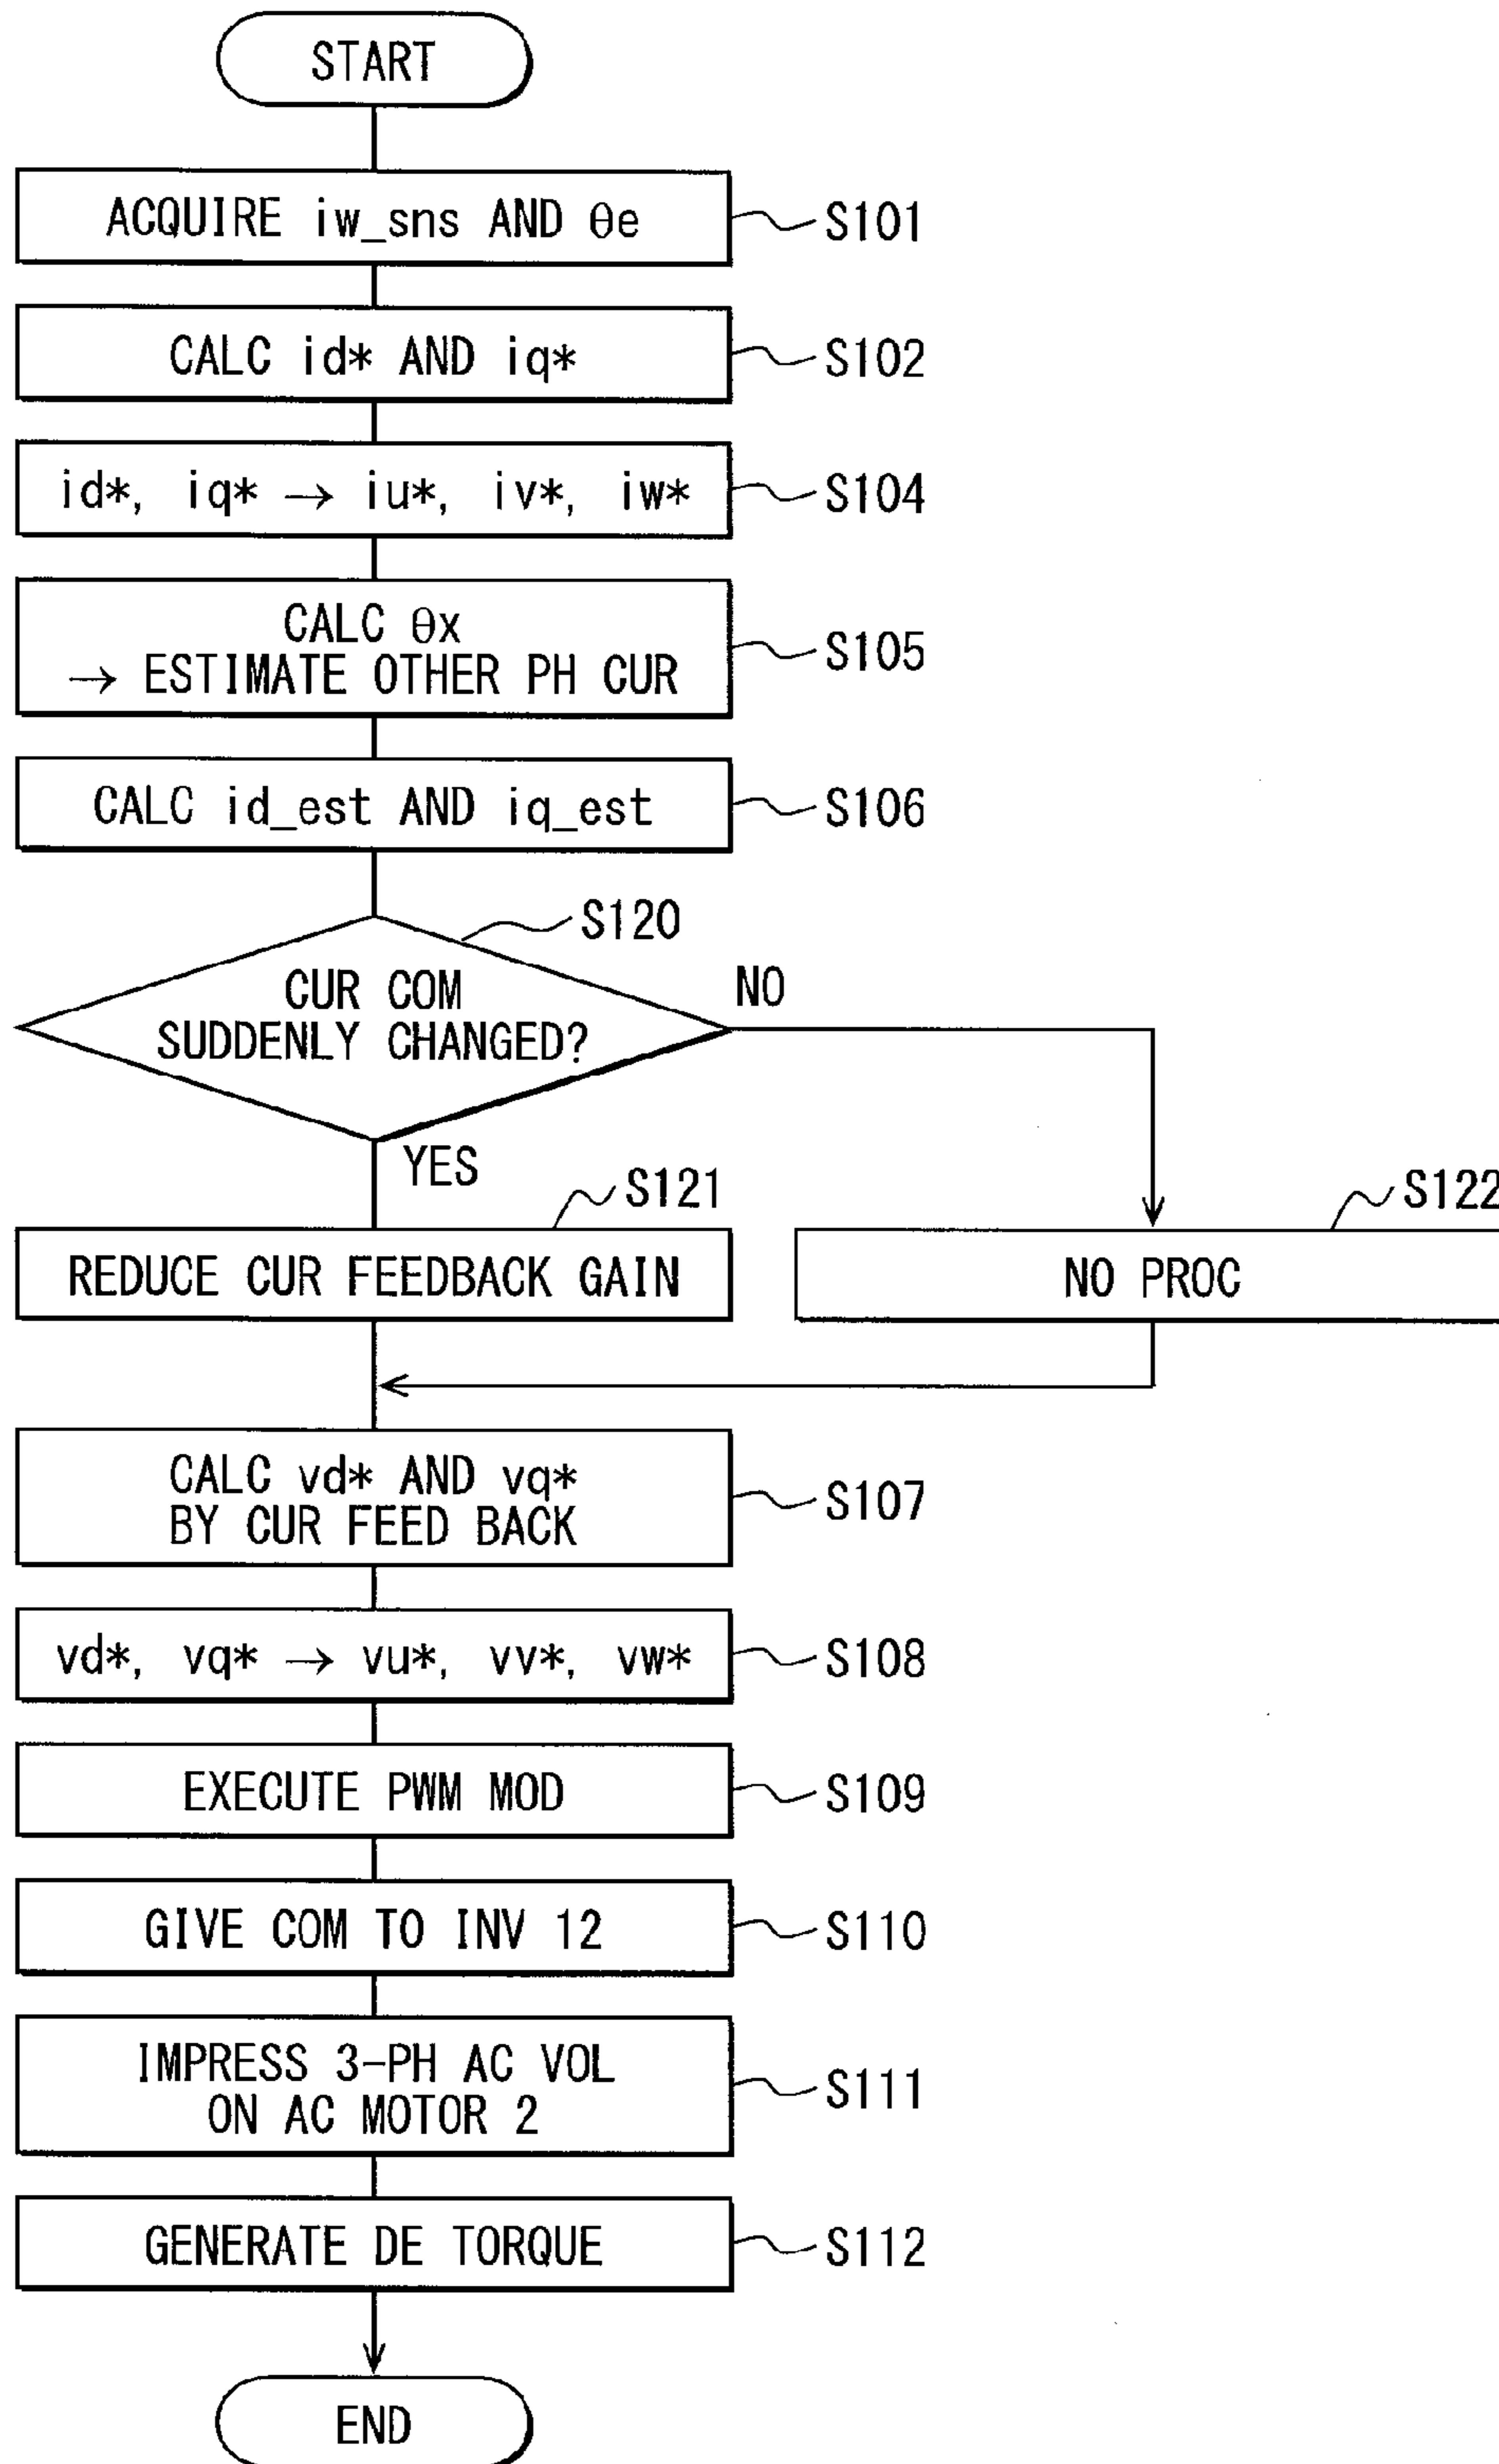 START
ACQUIRE iw_sns AND θe
S101
CALC id* AND iq*
S102
id*, iq* → iu*, iv*, iw*
S104
CALC θx
→ ESTIMATE OTHER PH CUR
S105
CALC id_est AND iq_est
S106
S120
CUR COM
SUDDENLY CHANGED?
NO
YES
S121
REDUCE CUR FEEDBACK GAIN
S122
NO PROC
CALC vd* AND vq*
BY CUR FEED BACK
S107
vd*, vq* → vu*, vv*, vw*
S108
EXECUTE PWM MOD
S109
GIVE COM TO INV 12
S110
IMPRESS 3-PH AC VOL
ON AC MOTOR 2
S111
GENERATE DE TORQUE
S112
END